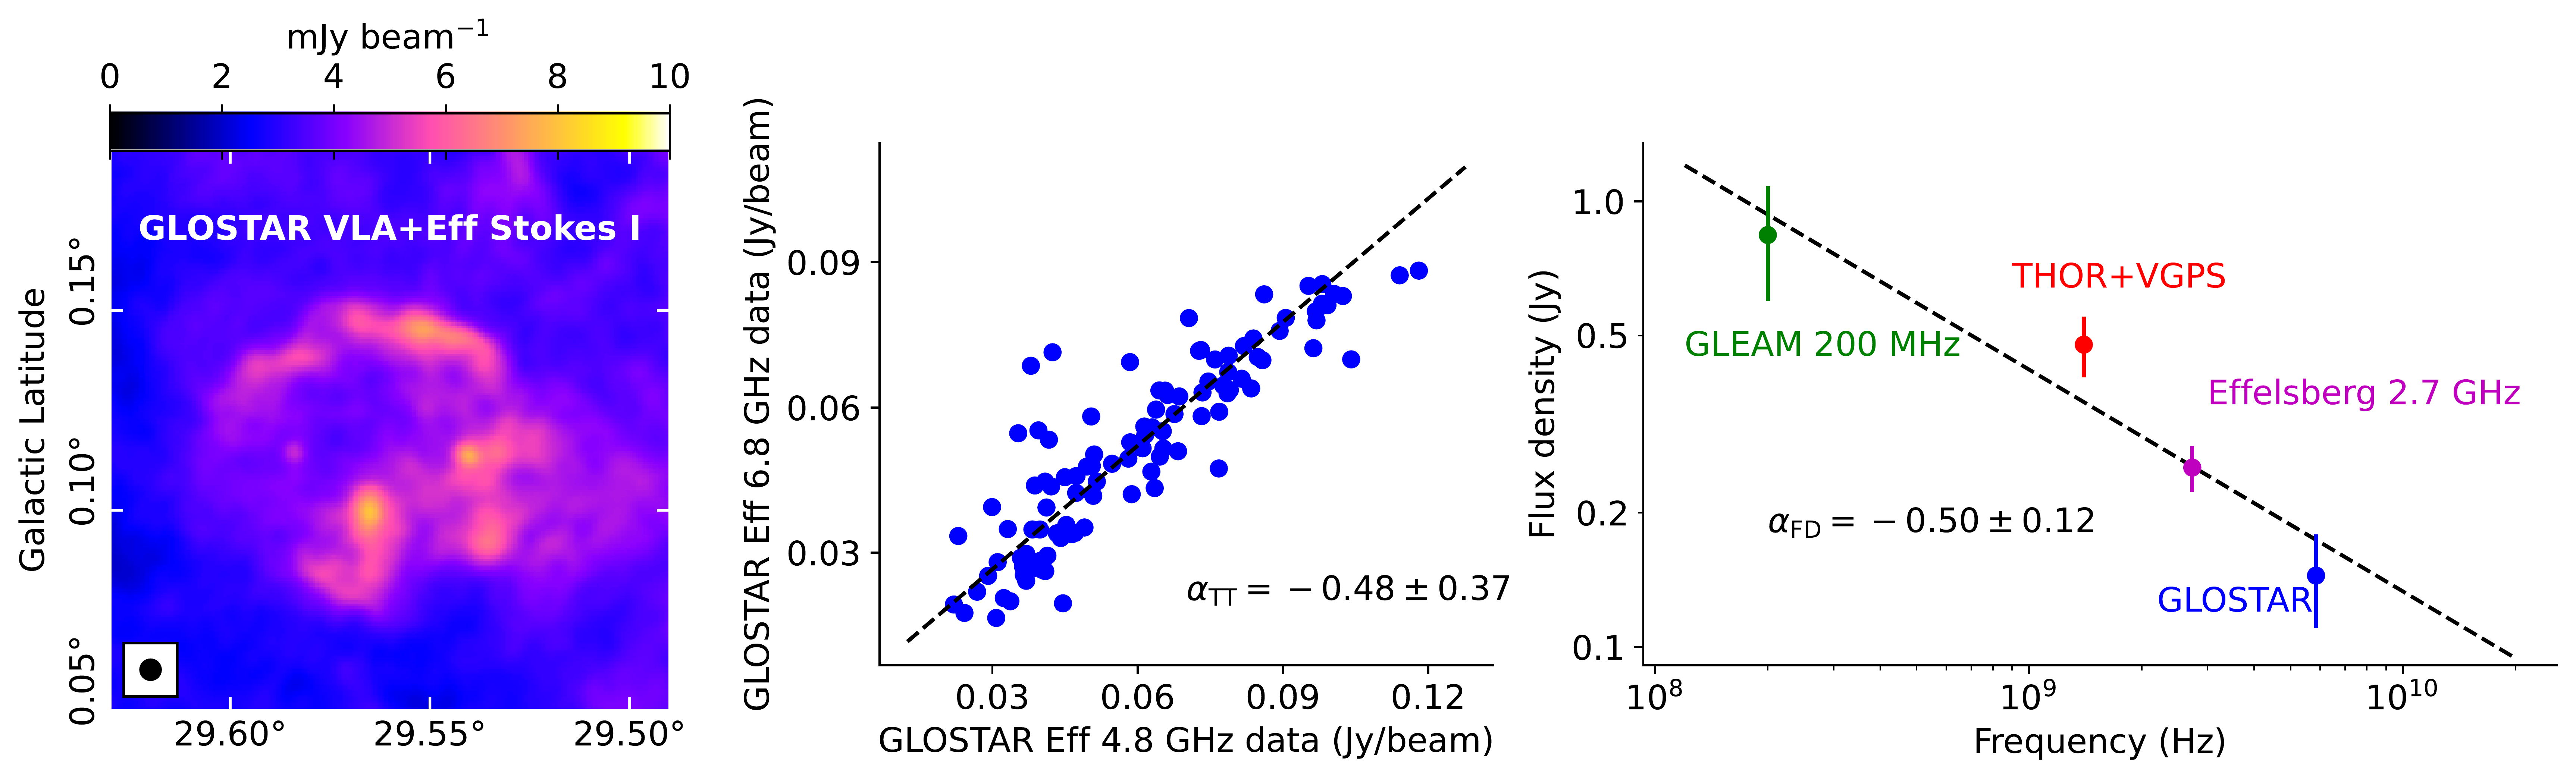 mJy beam⁻¹
0 2 4 6 8 10
GLOSTAR VLA+Eff Stokes I
Galactic Latitude
0.15°
0.10°
0.05°
29.60° 29.55° 29.50°
GLOSTAR Eff 6.8 GHz data (Jy/beam)
0.09
0.06
0.03
α_TT = −0.48 ± 0.37
0.03 0.06 0.09 0.12
GLOSTAR Eff 4.8 GHz data (Jy/beam)
Flux density (Jy)
1.0
0.5
0.2
0.1
THOR+VGPS
GLEAM 200 MHz
Effelsberg 2.7 GHz
α_FD = −0.50 ± 0.12
GLOSTAR
10⁸ 10⁹ 10¹⁰
Frequency (Hz)